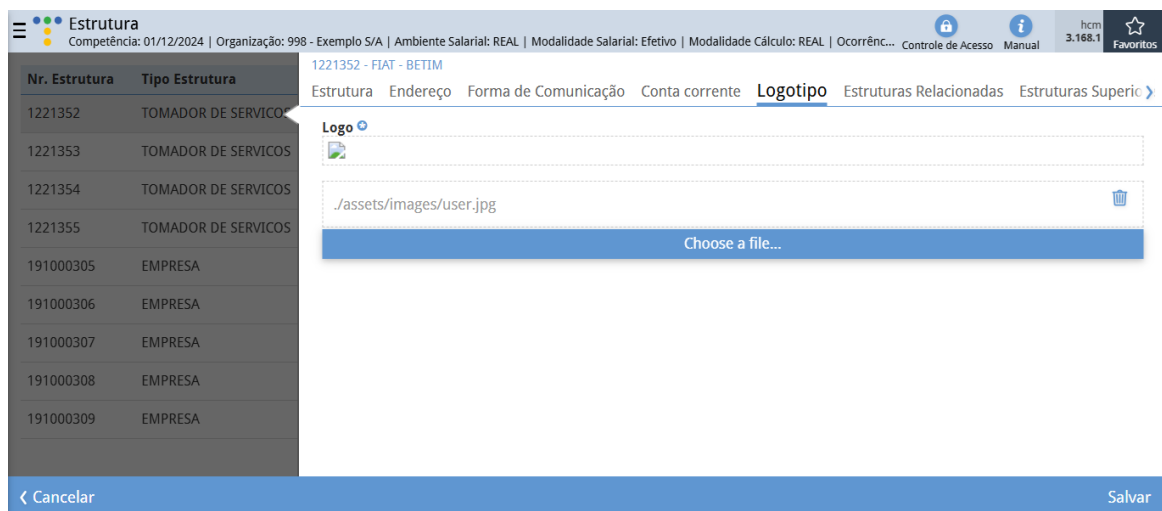 Estrutura
Competência: 01/12/2024 | Organização: 998 - Exemplo S/A | Ambiente Salarial: REAL | Modalidade Salarial: Efetivo | Modalidade Cálculo: REAL | Ocorrênc...
Controle de Acesso
Manual
hcm
3.168.1
Favoritos
1221352 - FIAT - BETIM
Estrutura Endereço Forma de Comunicação Conta corrente Logotipo Estruturas Relacionadas Estruturas Superio
Nr. Estrutura Tipo Estrutura
1221352 TOMADOR DE SERVICOS
1221353 TOMADOR DE SERVICOS
1221354 TOMADOR DE SERVICOS
1221355 TOMADOR DE SERVICOS
191000305 EMPRESA
191000306 EMPRESA
191000307 EMPRESA
191000308 EMPRESA
191000309 EMPRESA
Logo
./assets/images/user.jpg
Choose a file...
Cancelar
Salvar